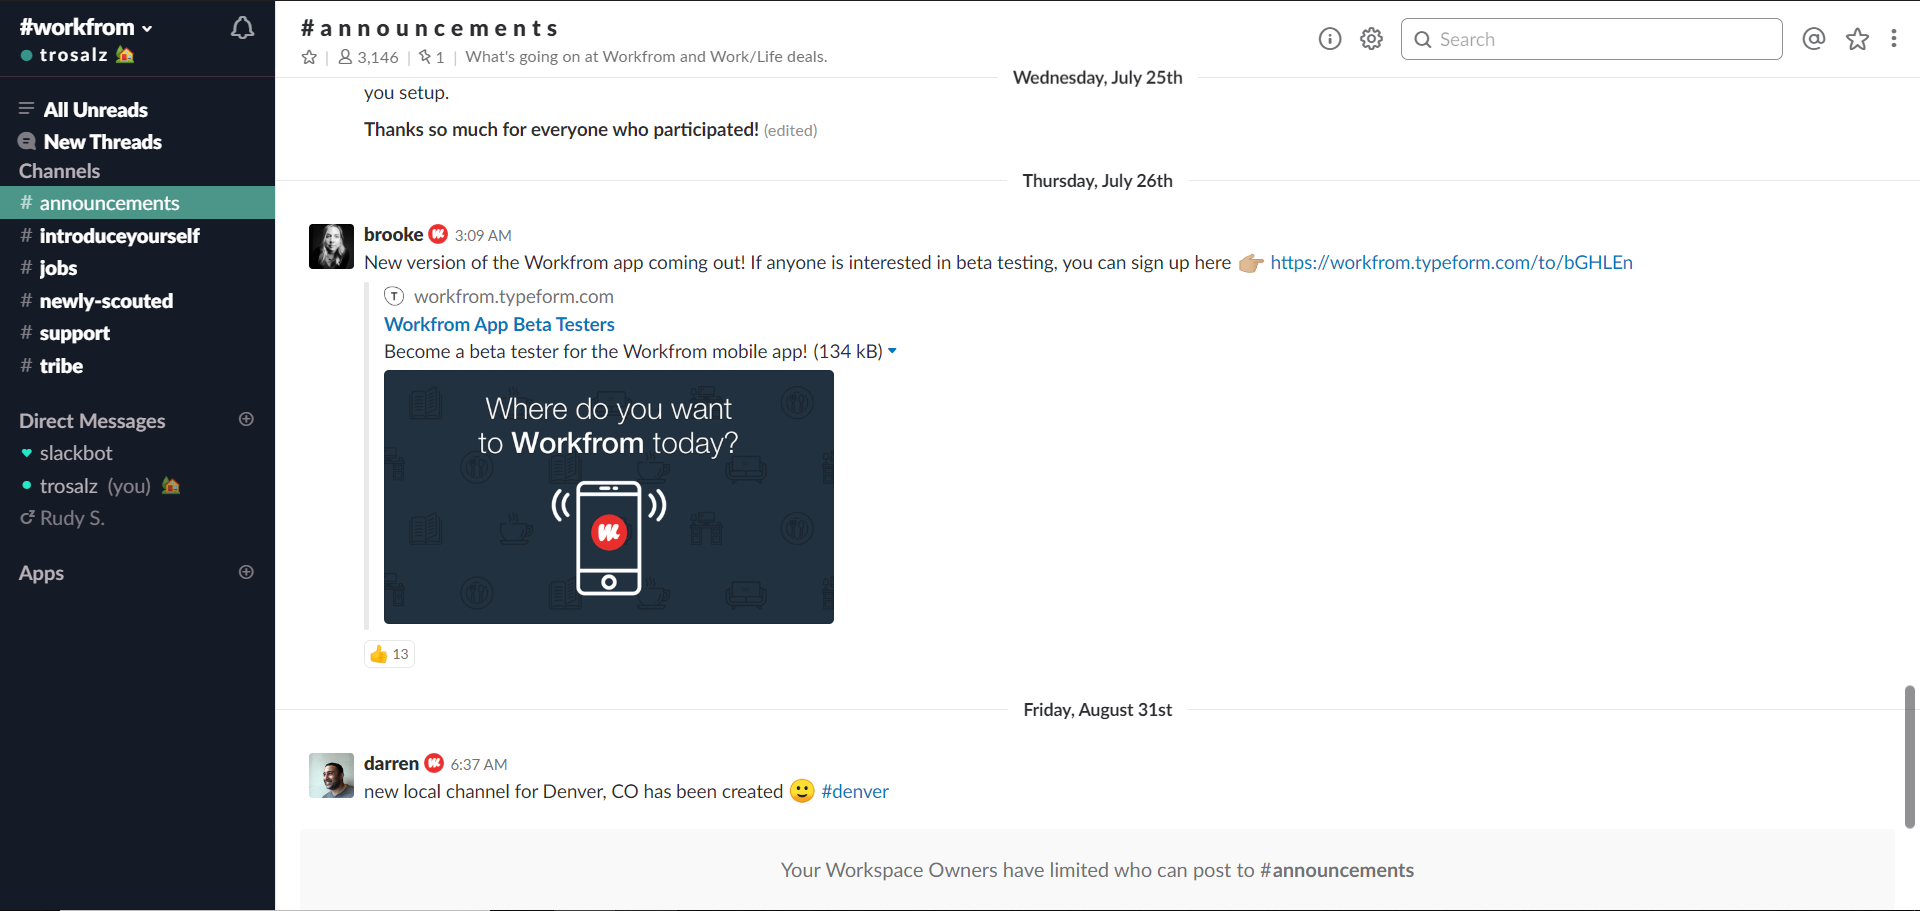 #workfrom
trosalz
All Unreads
New Threads
Channels
# announcements
# introduceyourself
# jobs
# newly-scouted
# support
# tribe
Direct Messages
slackbot
trosalz (you)
Rudy S.
Apps
#announcements
3,146 | 1 | What's going on at Workfrom and Work/Life deals.
Search
Wednesday, July 25th
you setup.
Thanks so much for everyone who participated! (edited)
Thursday, July 26th
brooke 3:09 AM
New version of the Workfrom app coming out! If anyone is interested in beta testing, you can sign up here 👉 https://workfrom.typeform.com/to/bGHLEn
T workfrom.typeform.com
Workfrom App Beta Testers
Become a beta tester for the Workfrom mobile app! (134 kB)
Where do you want
to Workfrom today?
👍 13
Friday, August 31st
darren 6:37 AM
new local channel for Denver, CO has been created 🙂 #denver
Your Workspace Owners have limited who can post to #announcements